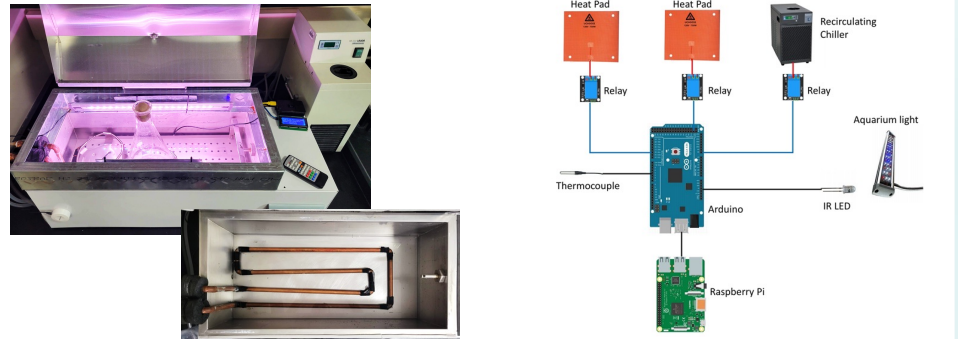 Heat Pad
Heat Pad
Recirculating
Chiller
Relay
Relay
Relay
Aquarium light
Thermocouple
Arduino
IR LED
Raspberry Pi